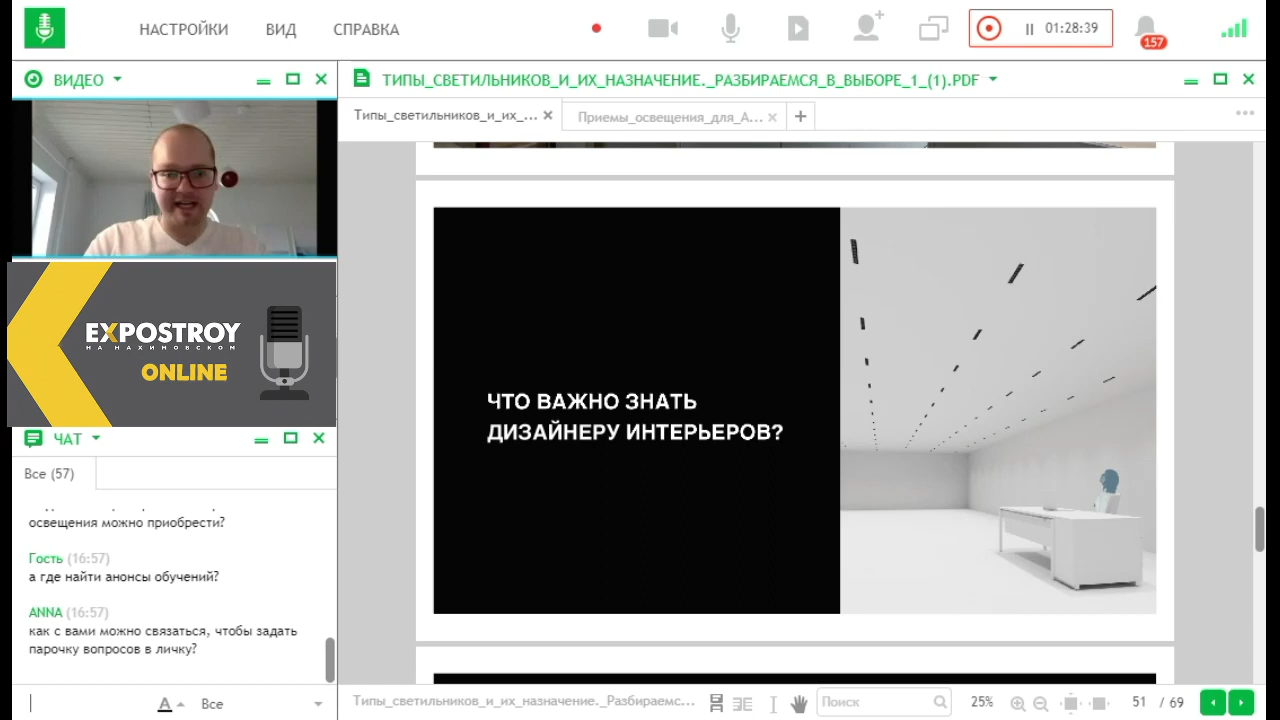 НАСТРОЙКИ ВИД СПРАВКА
01:28:39
157
ВИДЕО
ТИПЫ_СВЕТИЛЬНИКОВ_И_ИХ_НАЗНАЧЕНИЕ._РАЗБИРАЕМСЯ_В_ВЫБОРЕ_1_(1).PDF
Типы_светильников_и_их_...
Приемы_освещения_для_А...
EXPOSTROY
НА НАХИМОВСКОМ
ONLINE
ЧТО ВАЖНО ЗНАТЬ
ДИЗАЙНЕРУ ИНТЕРЬЕРОВ?
ЧАТ
Все (57)
освещения можно приобрести?
Гость (16:57)
а где найти анонсы обучений?
ANNA (16:57)
как с вами можно связаться, чтобы задать
парочку вопросов в личку?
A Все
Типы_светильников_и_их_назначение._Разбираемс...
Поиск
25%
51 / 69